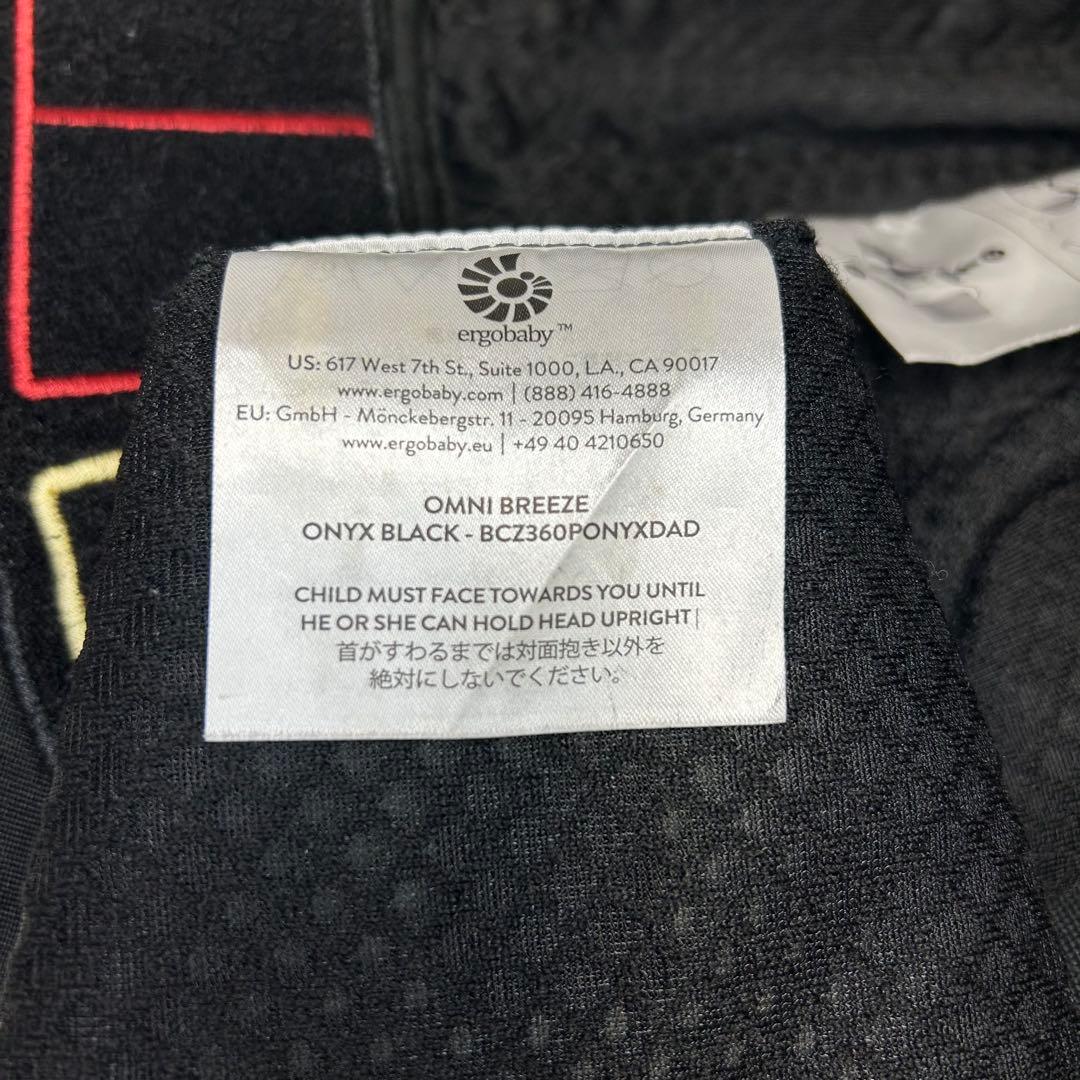 ergobaby™
US: 617 West 7th St., Suite 1000, L.A., CA 90017
www.ergobaby.com | (888) 416-4888
EU: GmbH - Mönckebergstr. 11 - 20095 Hamburg, Germany
www.ergobaby.eu | +49 40 4210650
OMNI BREEZE
ONYX BLACK - BCZ360PONYXDAD
CHILD MUST FACE TOWARDS YOU UNTIL
HE OR SHE CAN HOLD HEAD UPRIGHT |
首がすわるまでは対面抱き以外を
絶対にしないでください。